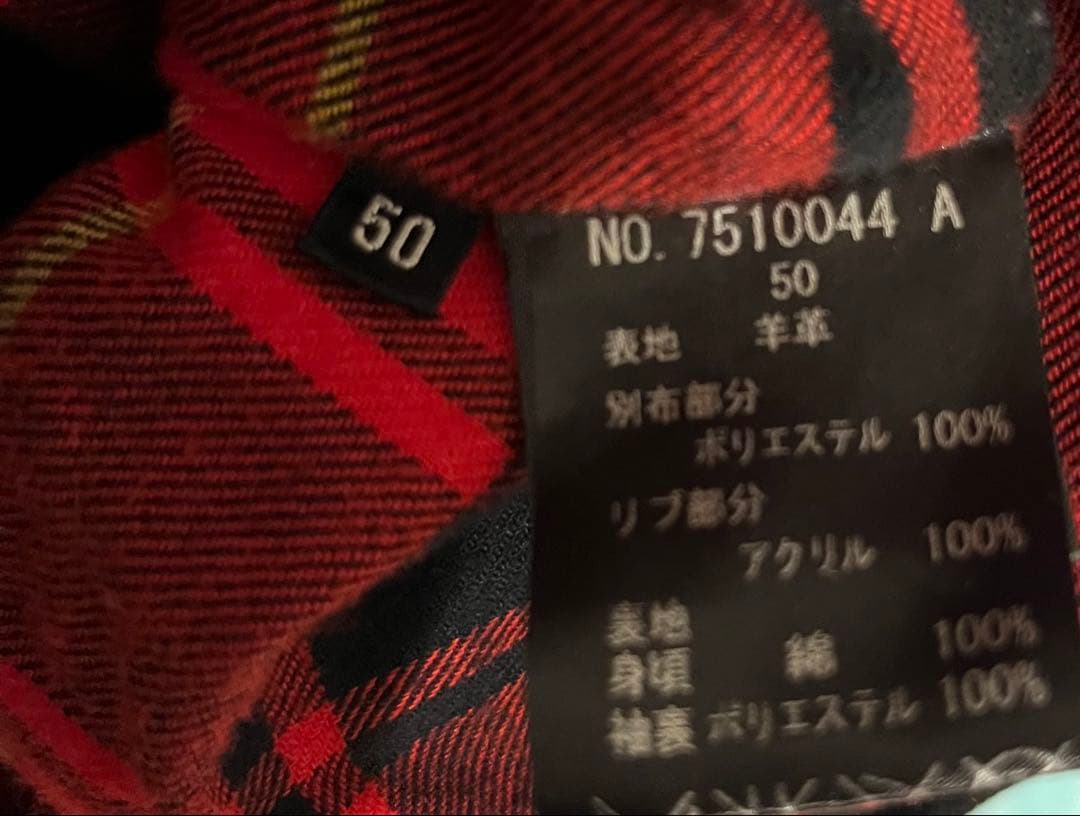 50
NO. 7510044 A
50
表地 羊革
別布部分
ポリエステル 100%
リブ部分
アクリル 100%
表地
身頃 綿 100%
袖裏 ポリエステル 100%